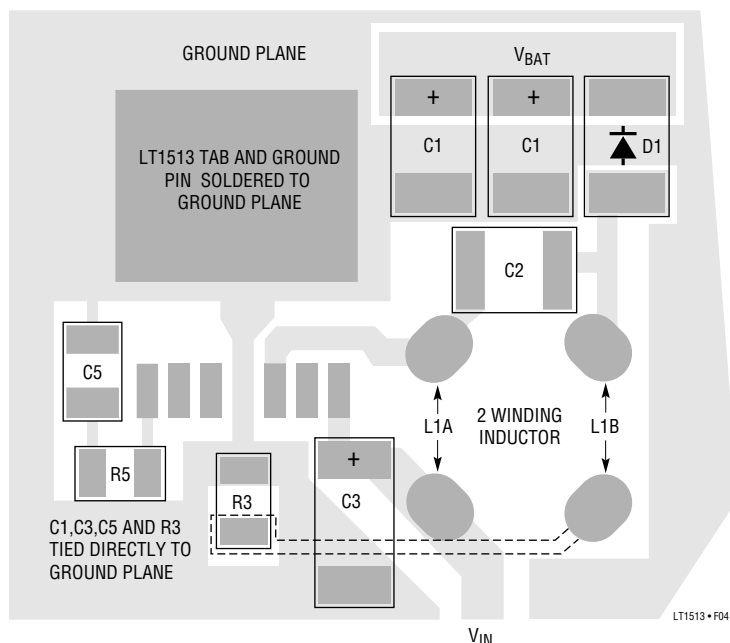 GROUND PLANE
VBAT
+
+
C1
C1
D1
LT1513 TAB AND GROUND
PIN SOLDERED TO
GROUND PLANE
C2
C5
L1A
2 WINDING
INDUCTOR
L1B
R5
+
R3
C3
C1,C3,C5 AND R3
TIED DIRECTLY TO
GROUND PLANE
LT1513 • F04
VIN